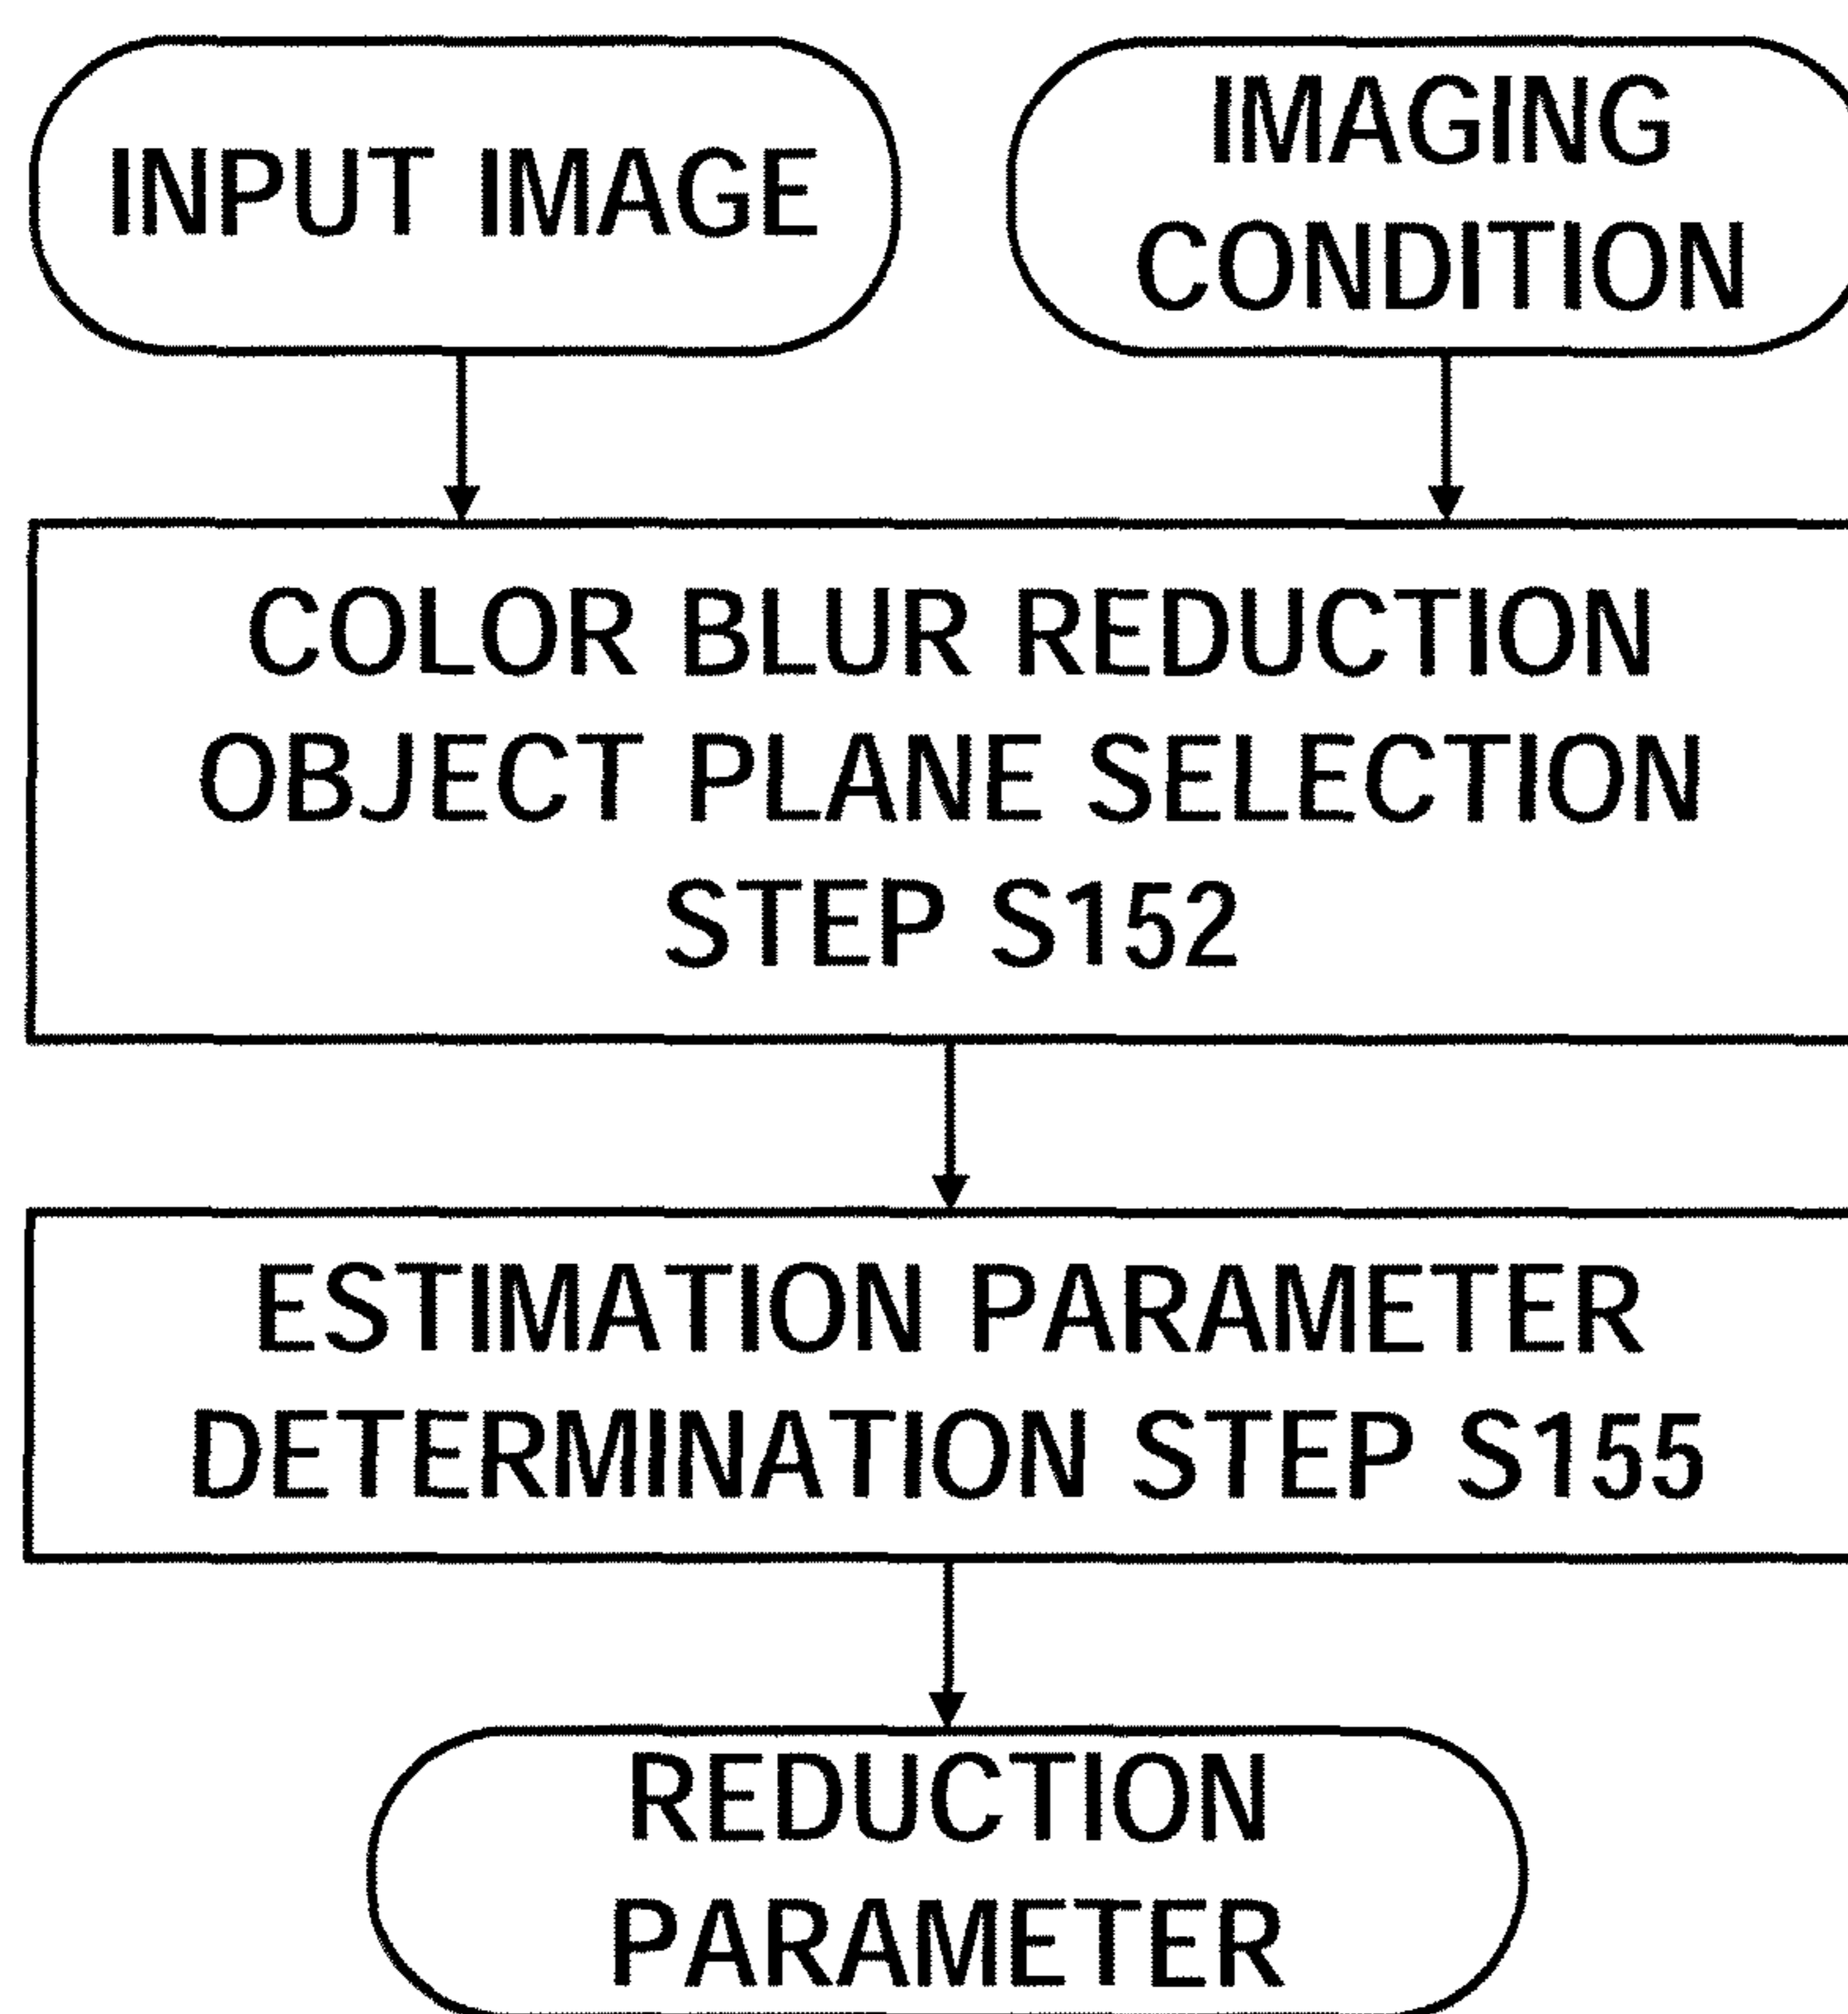 INPUT IMAGE
IMAGING
CONDITION
COLOR BLUR REDUCTION
OBJECT PLANE SELECTION
STEP S152
ESTIMATION PARAMETER
DETERMINATION STEP S155
REDUCTION
PARAMETER